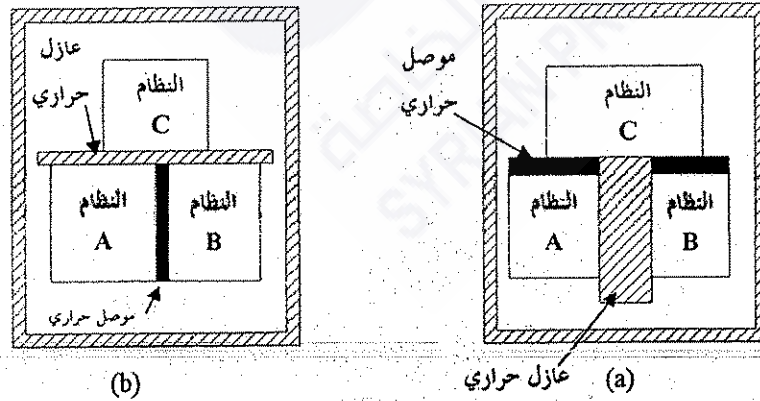 موصل
حراري
النظام
C
النظام
A
النظام
B
عازل حراري
(a)
عازل
حراري
النظام
C
النظام
A
النظام
B
موصل حراري
(b)